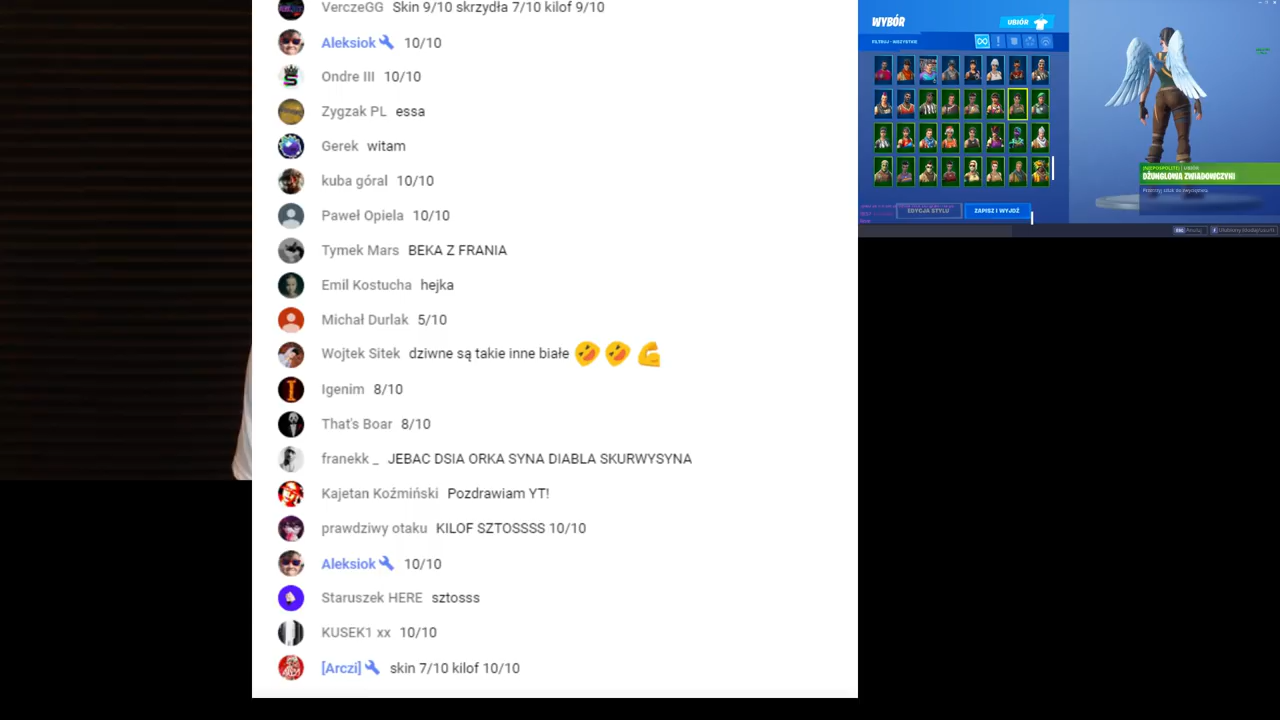 VerczeGG Skin 9/10 skrzydła 7/10 kilof 9/10
Aleksiok 10/10
Ondre III 10/10
Zygzak PL essa
Gerek witam
kuba góral 10/10
Paweł Opiela 10/10
Tymek Mars BEKA Z FRANIA
Emil Kostucha hejka
Michał Durlak 5/10
Wojtek Sitek dziwne są takie inne białe 🤣 🤣 💪
Igenim 8/10
That's Boar 8/10
franekk _ JEBAC DSIA ORKA SYNA DIABLA SKURWYSYNA
Kajetan Koźmiński Pozdrawiam YT!
prawdziwy otaku KILOF SZTOSSSS 10/10
Aleksiok 10/10
Staruszek HERE sztosss
KUSEK1 xx 10/10
[Arczi] skin 7/10 kilof 10/10
WYBÓR
UBIÓR
FILTRUJ - WSZYSTKIE
NIEPOSPOLITE | UBIÓR
DŻUNGLOWA ZWIADOWCZYNI
EDYCJA STYLU
ZAPISZ I WYJDŹ